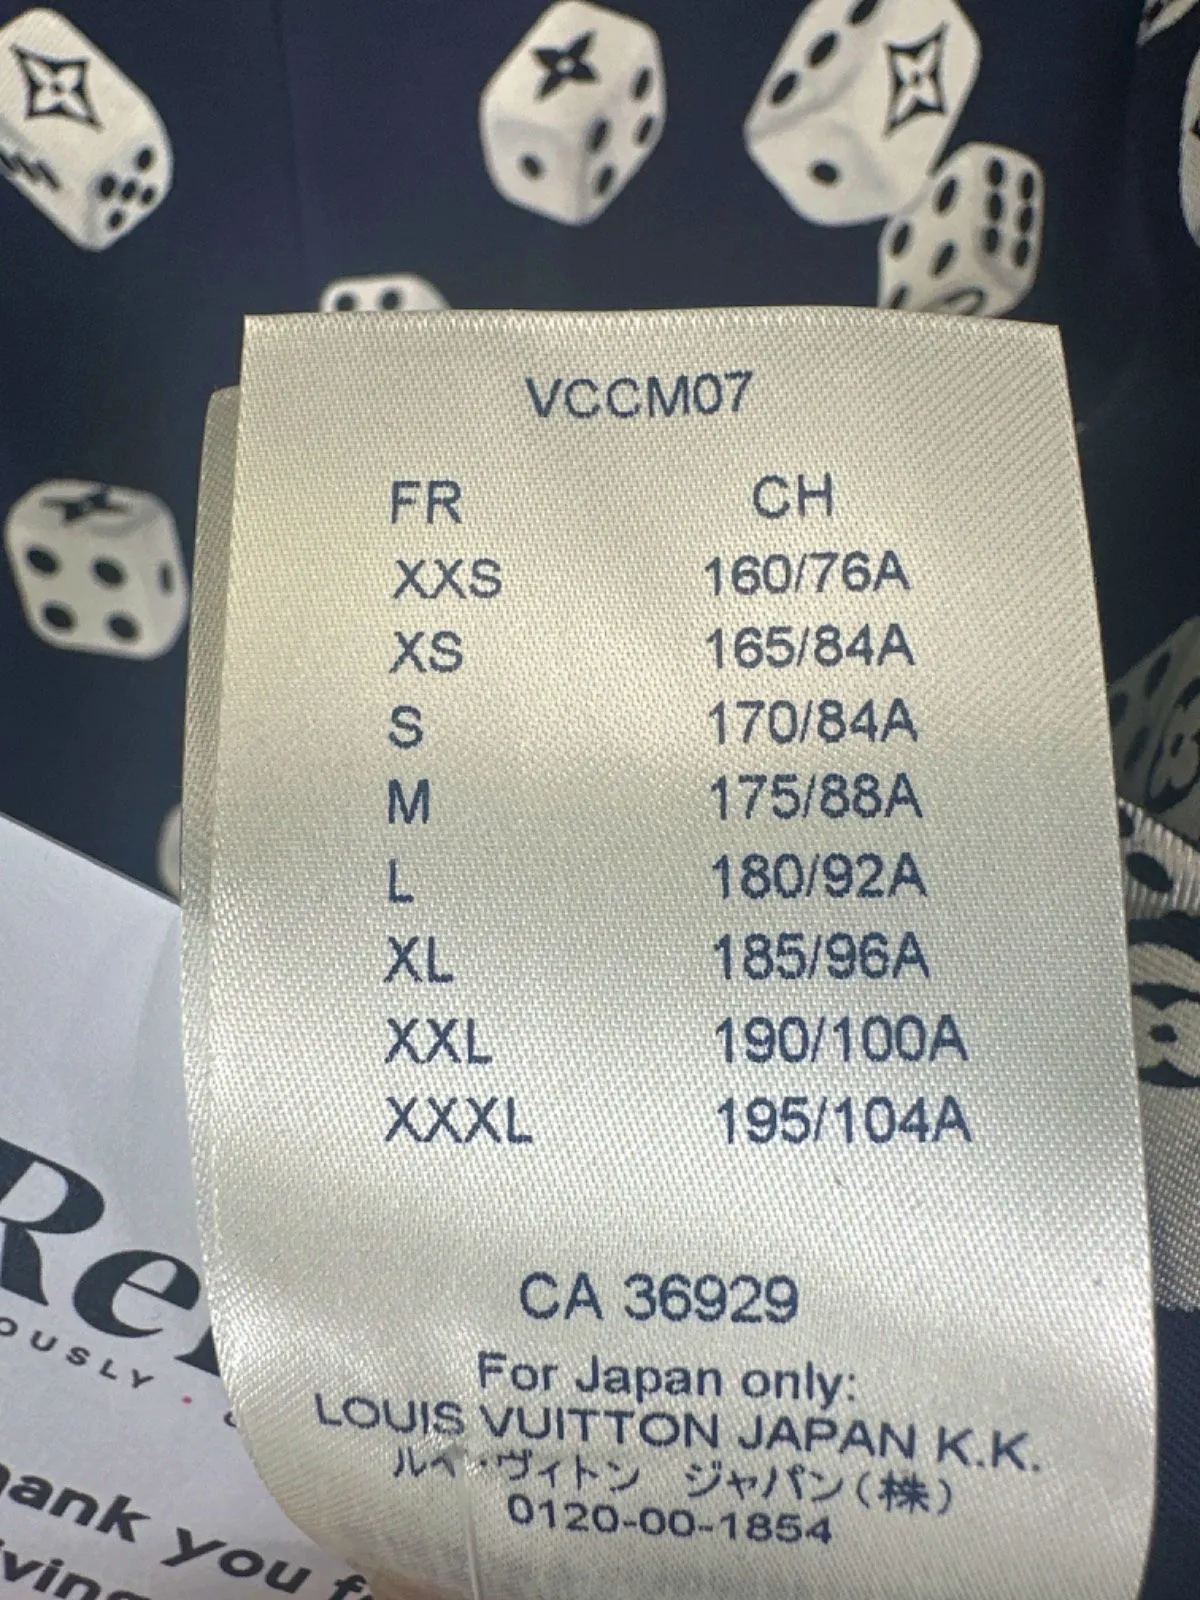 VCCM07
FR CH
XXS 160/76A
XS 165/84A
S 170/84A
M 175/88A
L 180/92A
XL 185/96A
XXL 190/100A
XXXL 195/104A
CA 36929
For Japan only:
LOUIS VUITTON JAPAN K.K.
ルイ・ヴィトン ジャパン(株)
0120-00-1854
you